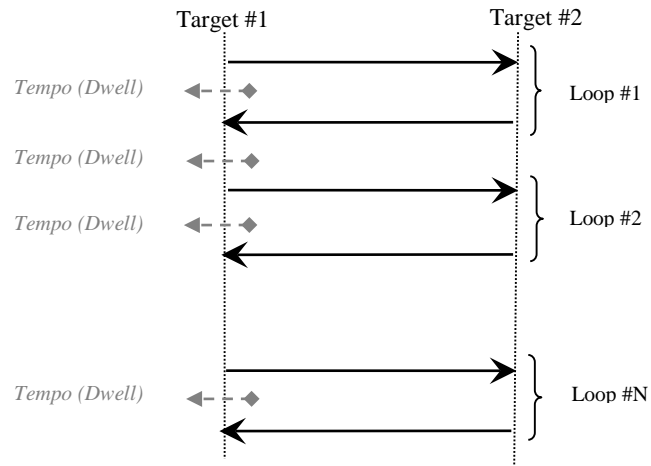 Target #1
Target #2
Tempo (Dwell)
Loop #1
Tempo (Dwell)
Tempo (Dwell)
Loop #2
Tempo (Dwell)
Loop #N